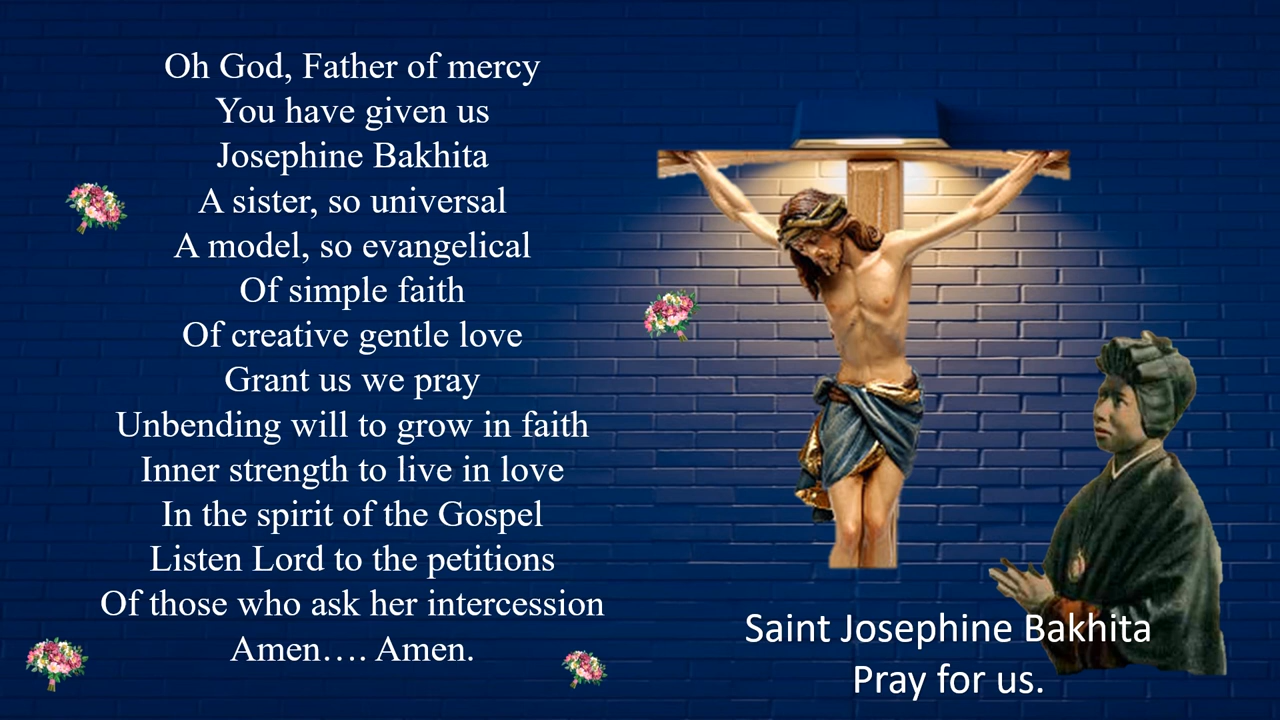 Oh God, Father of mercy
You have given us
Josephine Bakhita
A sister, so universal
A model, so evangelical
Of simple faith
Of creative gentle love
Grant us we pray
Unbending will to grow in faith
Inner strength to live in love
In the spirit of the Gospel
Listen Lord to the petitions
Of those who ask her intercession
Amen…. Amen.
Saint Josephine Bakhita
Pray for us.